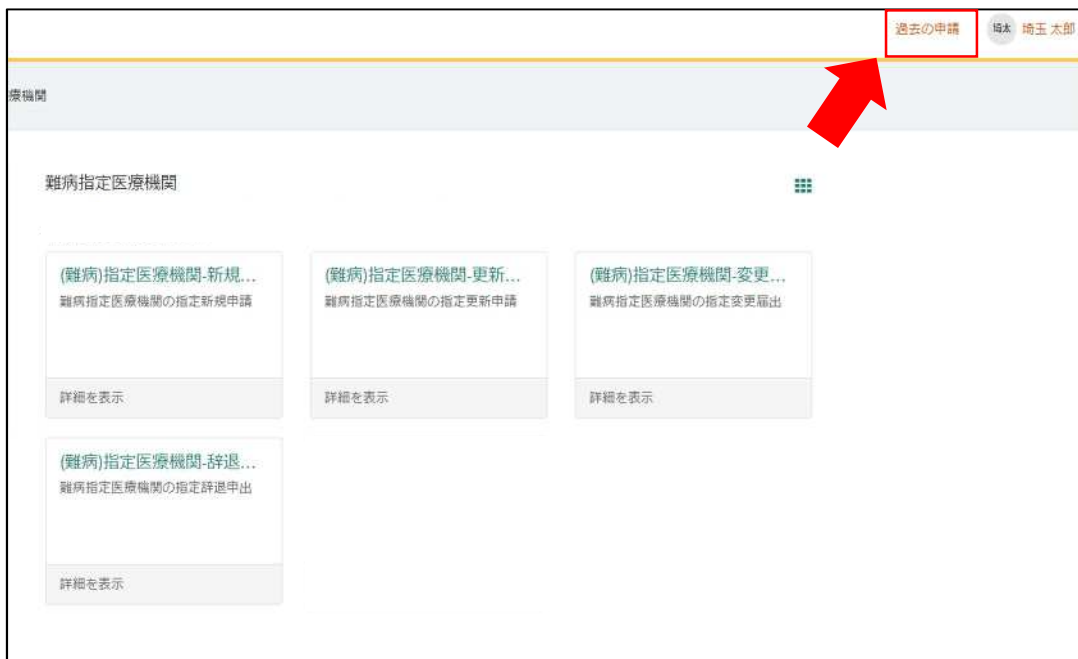 過去の申請
埼太 埼玉 太郎
療機関
難病指定医療機関
(難病)指定医療機関-新規...
難病指定医療機関の指定新規申請
詳細を表示
(難病)指定医療機関-更新...
難病指定医療機関の指定更新申請
詳細を表示
(難病)指定医療機関-変更...
難病指定医療機関の指定変更届出
詳細を表示
(難病)指定医療機関-辞退...
難病指定医療機関の指定辞退申出
詳細を表示